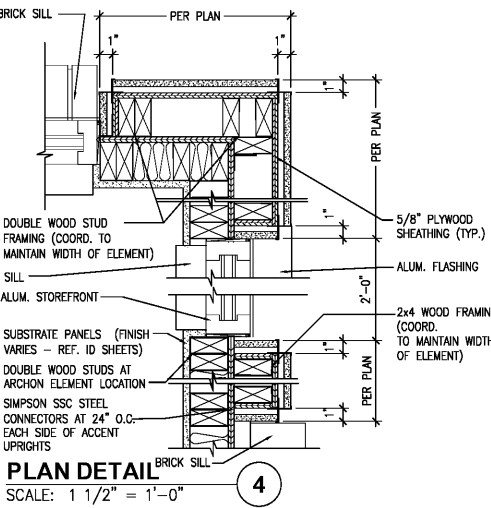 BRICK SILL
PER PLAN
1"
1"
1"
PER PLAN
DOUBLE WOOD STUD
FRAMING (COORD. TO
MAINTAIN WIDTH OF ELEMENT)
1"
5/8" PLYWOOD
SHEATHING (TYP.)
SILL
ALUM. FLASHING
ALUM. STOREFRONT
2'-0"
SUBSTRATE PANELS (FINISH
VARIES - REF. ID SHEETS)
2x4 WOOD FRAMIN
(COORD.
TO MAINTAIN WIDTH
OF ELEMENT)
1"
DOUBLE WOOD STUDS AT
ARCHON ELEMENT LOCATION
PER PLAN
SIMPSON SSC STEEL
CONNECTORS AT 24" O.C.
EACH SIDE OF ACCENT
UPRIGHTS
1"
BRICK SILL
PLAN DETAIL
4
SCALE: 1 1/2" = 1'-0"